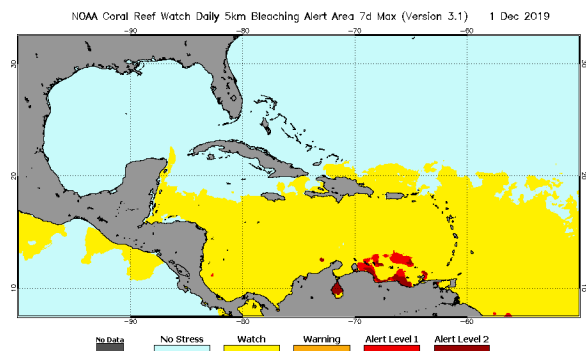 NOAA Coral Reef Watch Daily 5km Bleaching Alert Area 7d Max (Version 3.1) 1 Dec 2019
-90 -80 -70 -60
30
20 20
10 10
-90 -80 -70 -60
No Data No Stress Watch Warning Alert Level 1 Alert Level 2